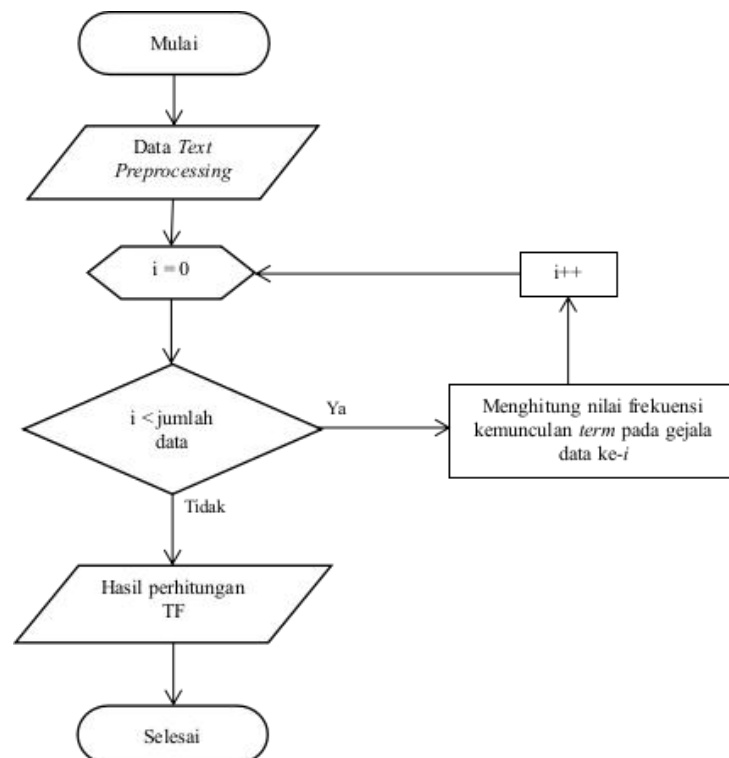 Mulai
Data Text
Preprocessing
i = 0
i++
i < jumlah
data
Ya
Menghitung nilai frekuensi
kemunculan term pada gejala
data ke-i
Tidak
Hasil perhitungan
TF
Selesai